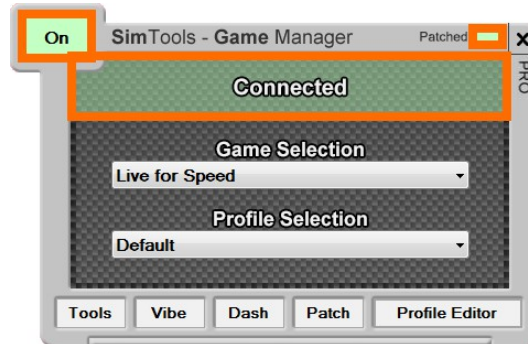 On
SimTools - Game Manager
Patched
x
PRO
Connected
Game Selection
Live for Speed
Profile Selection
Default
Tools
Vibe
Dash
Patch
Profile Editor